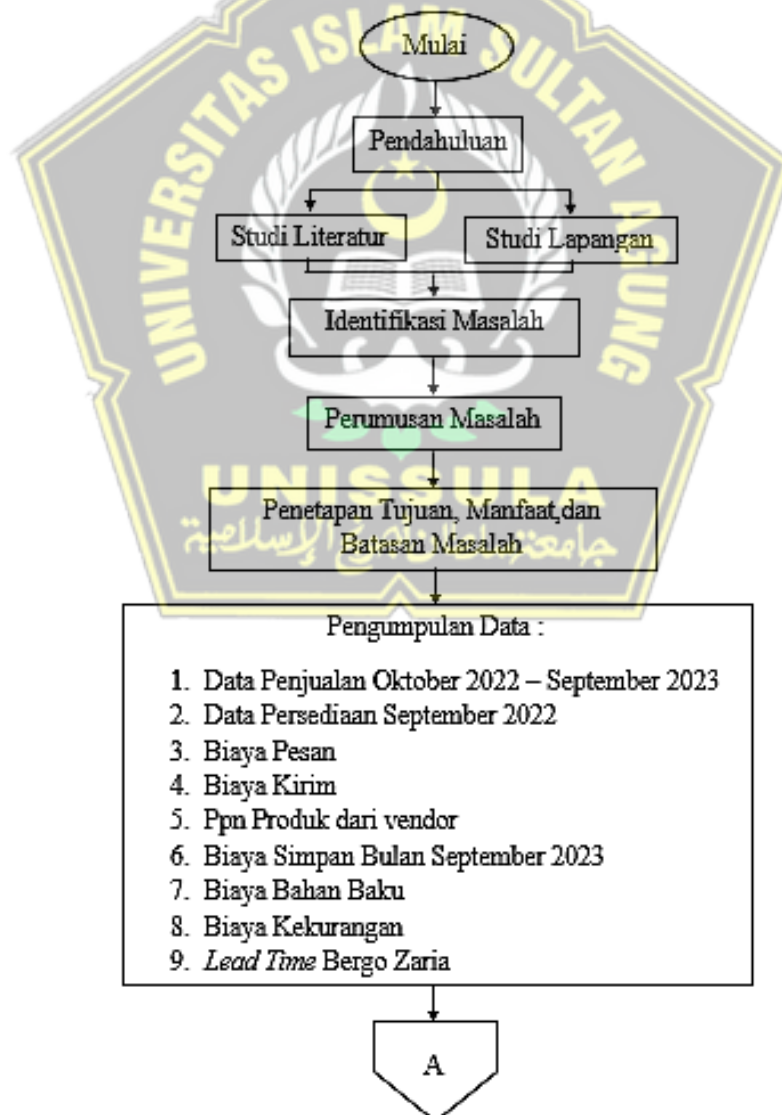 UNIVERSITAS ISLAM SULTAN AGUNG
Mulai
Pendahuluan
Studi Literatur
Studi Lapangan
Identifikasi Masalah
Perumusan Masalah
UNISSULA
Penetapan Tujuan, Manfaat,dan
Batasan Masalah
Pengumpulan Data :
1. Data Penjualan Oktober 2022 – September 2023
2. Data Persediaan September 2022
3. Biaya Pesan
4. Biaya Kirim
5. Ppn Produk dari vendor
6. Biaya Simpan Bulan September 2023
7. Biaya Bahan Baku
8. Biaya Kekurangan
9. Lead Time Bergo Zaria
A